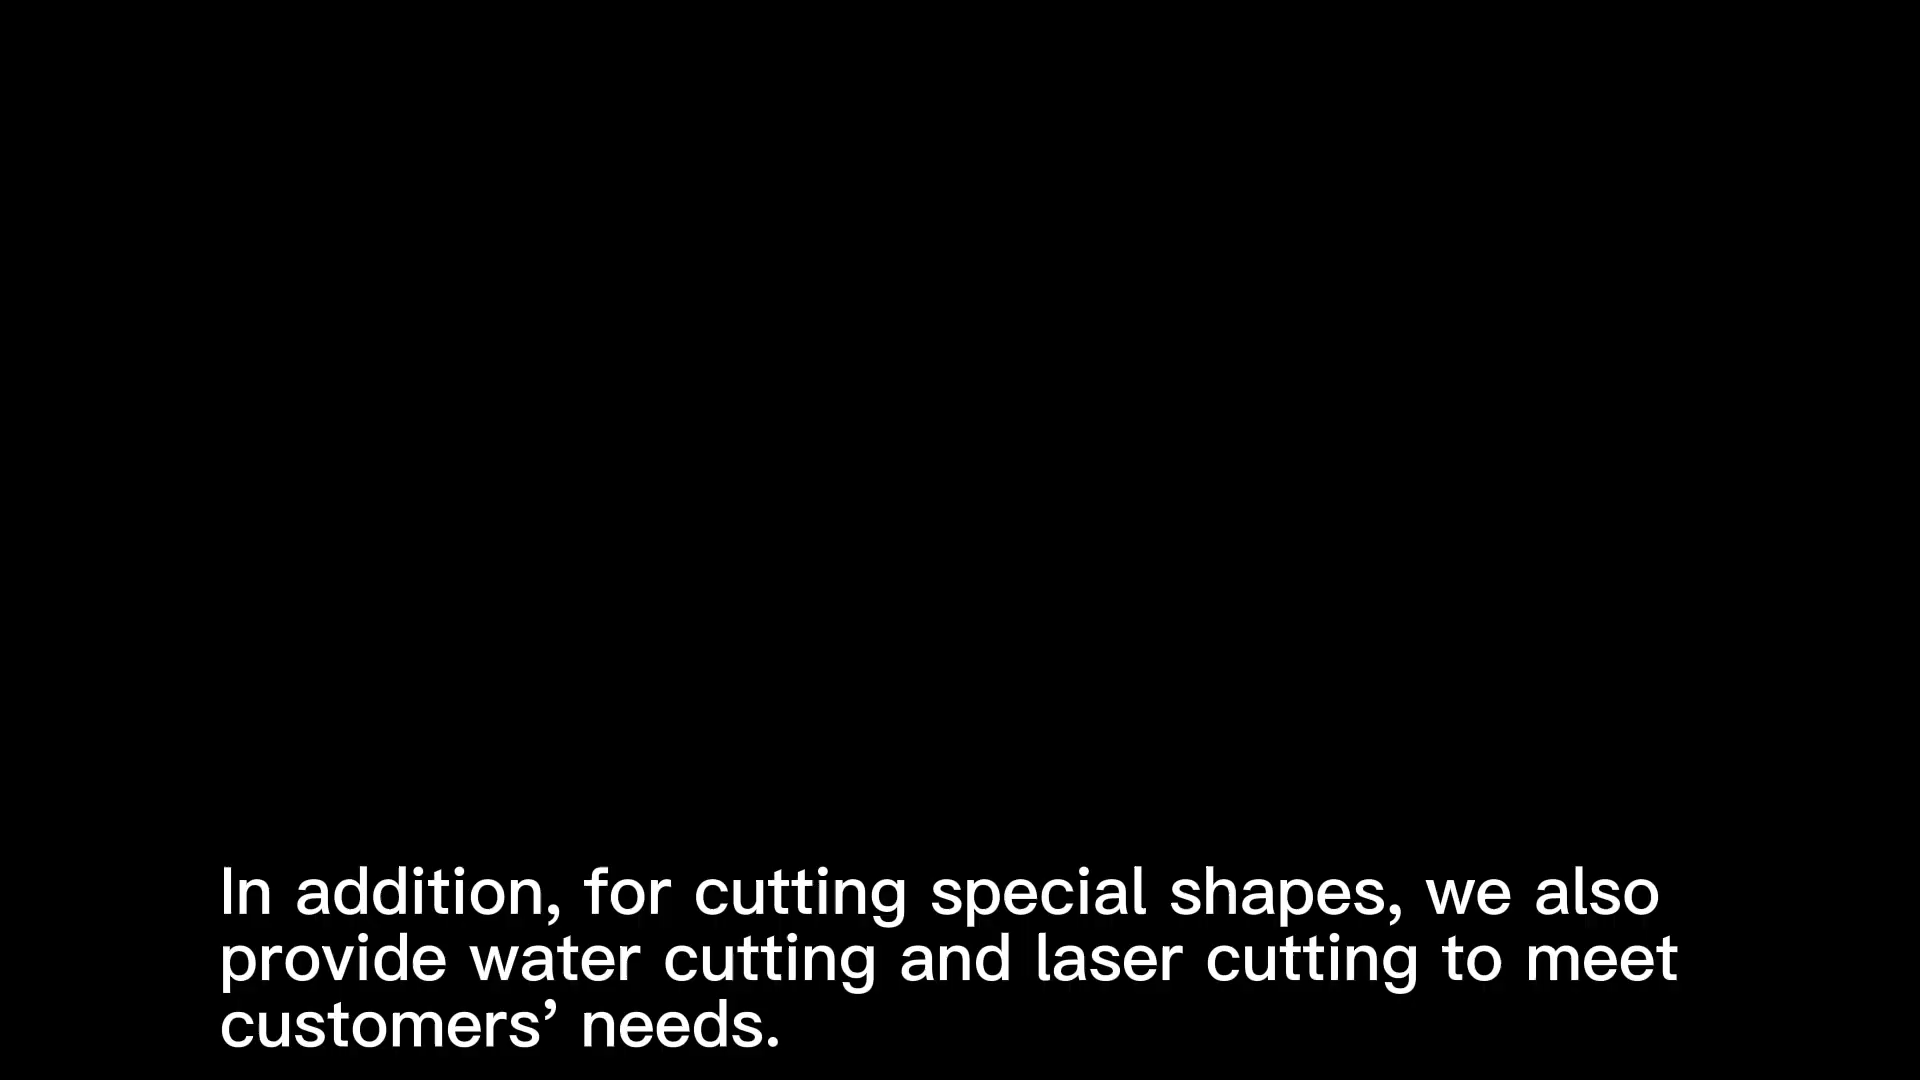 In addition, for cutting special shapes, we also
provide water cutting and laser cutting to meet
customers’ needs.